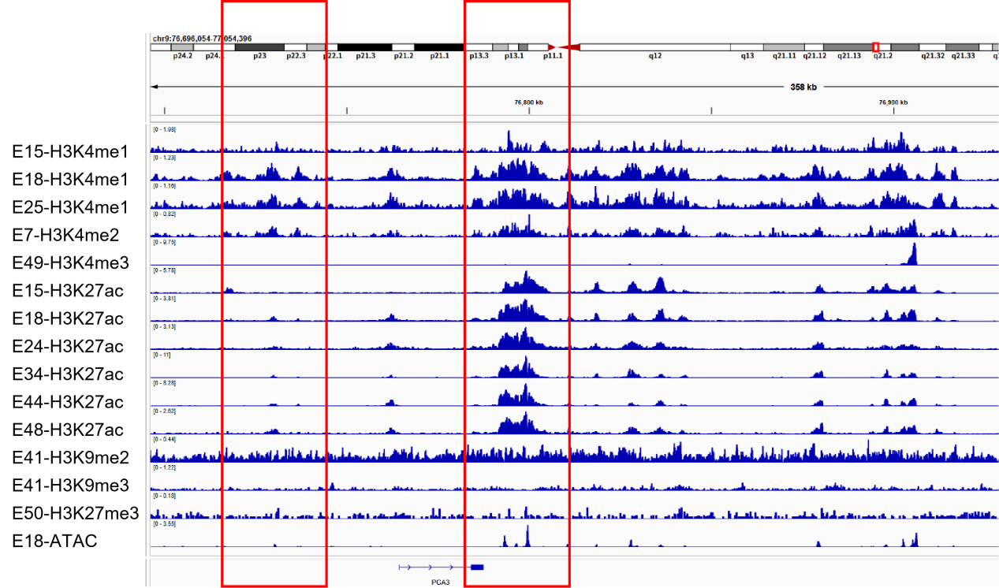 chr9:76,696,054-77,054,396
p24.2 p23 p22.3 p22.1 p21.3 p21.2 p21.1 p13.3 p13.1 p11.1 q12 q13 q21.11 q21.12 q21.13 q21.2 q21.32 q21.33
358 kb
76,800 kb 76,900 kb
[0 - 1.98]
E15-H3K4me1
[0 - 1.23]
E18-H3K4me1
[0 - 1.16]
E25-H3K4me1
[0 - 0.82]
E7-H3K4me2
[0 - 9.75]
E49-H3K4me3
[0 - 5.78]
E15-H3K27ac
[0 - 3.81]
E18-H3K27ac
[0 - 3.13]
E24-H3K27ac
[0 - 11]
E34-H3K27ac
[0 - 8.28]
E44-H3K27ac
[0 - 2.62]
E48-H3K27ac
[0 - 0.44]
E41-H3K9me2
[0 - 1.22]
E41-H3K9me3
[0 - 0.18]
E50-H3K27me3
[0 - 3.55]
E18-ATAC
PCA3